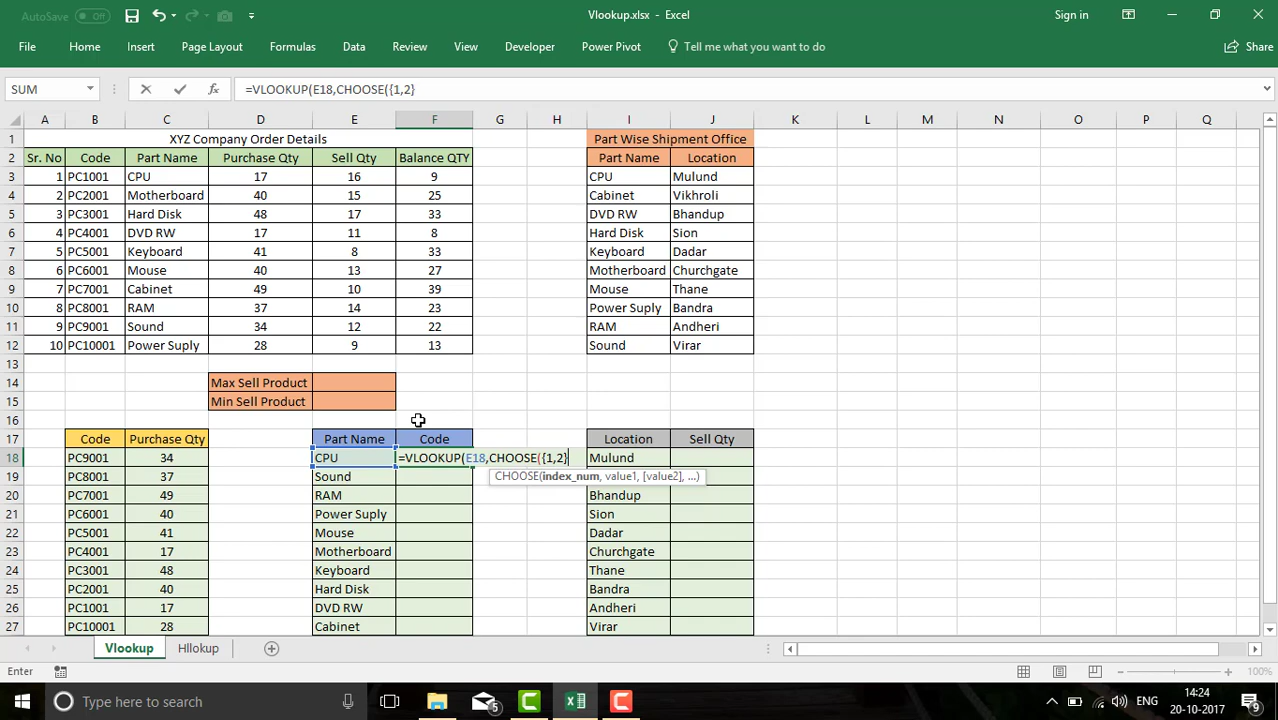 AutoSave Off
Vlookup.xlsx - Excel
Sign in
File Home Insert Page Layout Formulas Data Review View Developer Power Pivot Tell me what you want to do Share
SUM fx =VLOOKUP(E18,CHOOSE({1,2}
A B C D E F G H I J K L M N O P Q
1 XYZ Company Order Details Part Wise Shipment Office
2 Sr. No Code Part Name Purchase Qty Sell Qty Balance QTY Part Name Location
3 1 PC1001 CPU 17 16 9 CPU Mulund
4 2 PC2001 Motherboard 40 15 25 Cabinet Vikhroli
5 3 PC3001 Hard Disk 48 17 33 DVD RW Bhandup
6 4 PC4001 DVD RW 17 11 8 Hard Disk Sion
7 5 PC5001 Keyboard 41 8 33 Keyboard Dadar
8 6 PC6001 Mouse 40 13 27 Motherboard Churchgate
9 7 PC7001 Cabinet 49 10 39 Mouse Thane
10 8 PC8001 RAM 37 14 23 Power Suply Bandra
11 9 PC9001 Sound 34 12 22 RAM Andheri
12 10 PC10001 Power Suply 28 9 13 Sound Virar
13
14 Max Sell Product
15 Min Sell Product
16
17 Code Purchase Qty Part Name Code Location Sell Qty
18 PC9001 34 CPU =VLOOKUP(E18,CHOOSE({1,2} Mulund
19 PC8001 37 Sound CHOOSE(index_num, value1, [value2], ...)
20 PC7001 49 RAM Bhandup
21 PC6001 40 Power Suply Sion
22 PC5001 41 Mouse Dadar
23 PC4001 17 Motherboard Churchgate
24 PC3001 48 Keyboard Thane
25 PC2001 40 Hard Disk Bandra
26 PC1001 17 DVD RW Andheri
27 PC10001 28 Cabinet Virar
Vlookup Hllokup
Enter 100%
Type here to search 5 ENG 14:24 20-10-2017 9